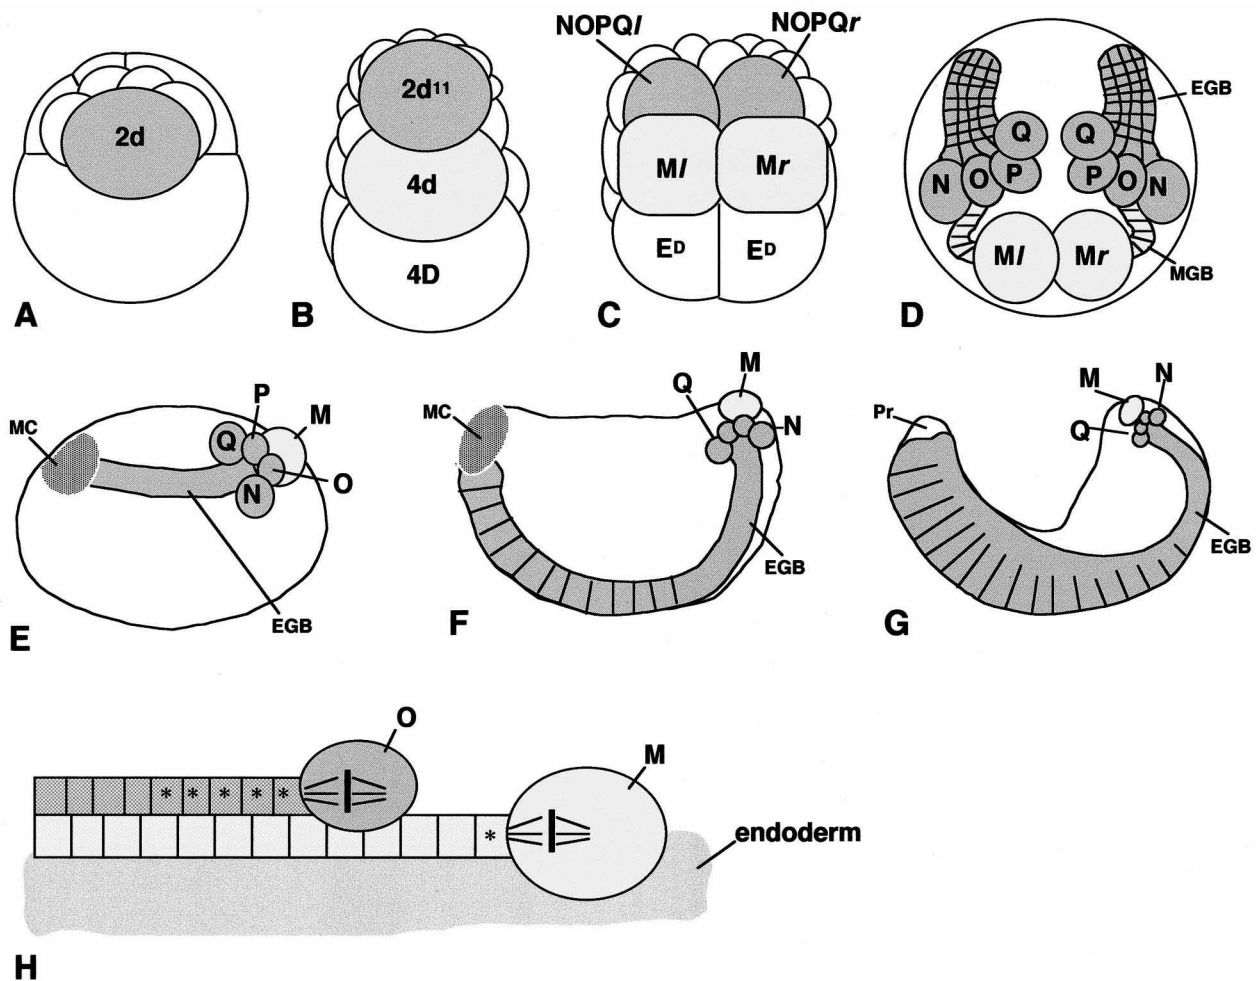 2d
A
2d11
4d
4D
B
NOPQl
NOPQr
Ml
Mr
ED
ED
C
EGB
Q
Q
N
O
P
P
O
N
Ml
Mr
MGB
D
P
M
MC
Q
O
N
EGB
E
M
Q
MC
N
EGB
F
M
N
Pr
Q
EGB
G
O
M
* * * * *
*
endoderm
H